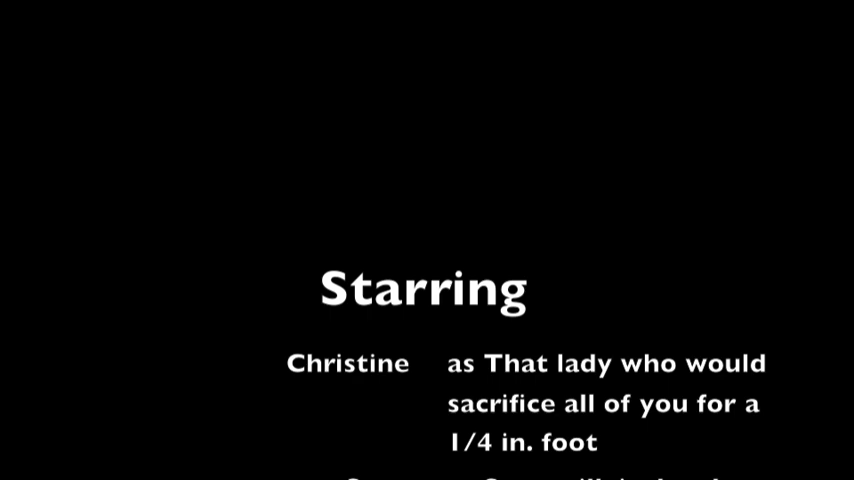 Starring
Christine as That lady who would
sacrifice all of you for a
1/4 in. foot